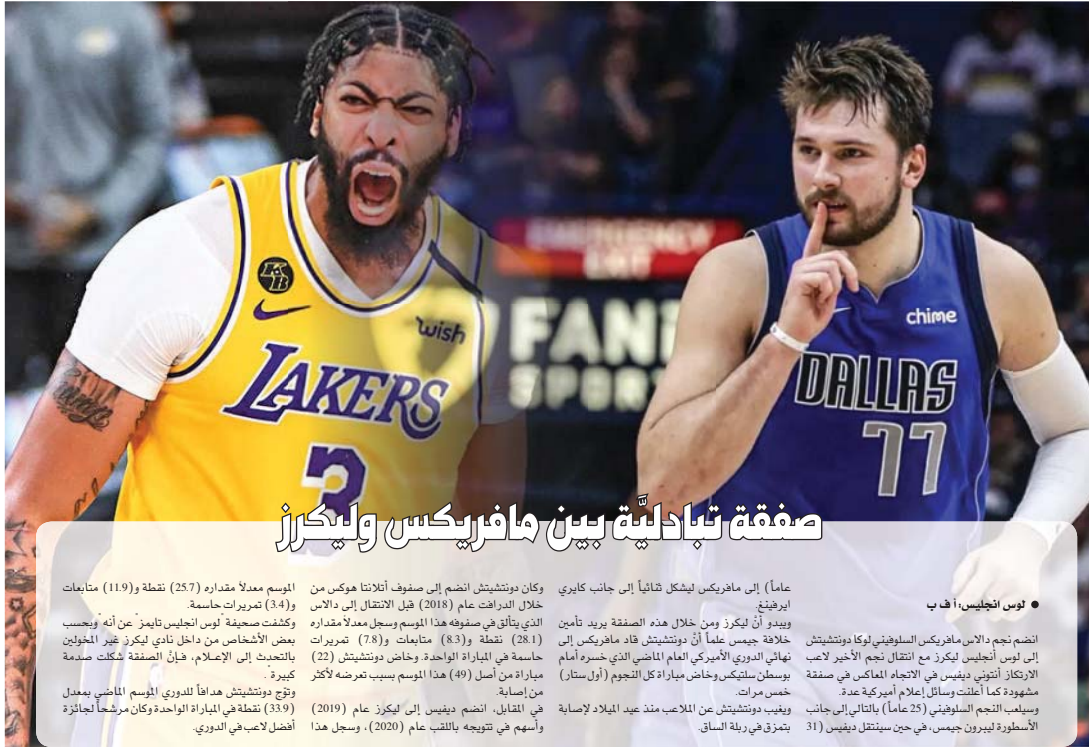 EMERGENCY
EXIT
FAN
SPORT
KB
wish
LAKERS
3
chime
DALLAS
77
صفقة تبادليَّة بين مافريكس وليكرز
● لوس انجليس: أ ف ب
انضم نجم دالاس مافريكس السلوفيني لوكا دونتشيتش
إلى لوس أنجليس ليكرز مع انتقال نجم الأخير لاعب
الارتكاز أنتوني ديفيس في الاتجاه المعاكس في صفقة
مشهودة كما أعلنت وسائل إعلام أميركية عدة.
وسيلعب النجم السلوفيني (25 عاماً) بالتالي إلى جانب
الأسطورة ليبرون جيمس، في حين سينتقل ديفيس (31
عاماً) إلى مافريكس ليشكل ثنائياً إلى جانب كايري
ايرفينغ.
ويبدو أنّ ليكرز ومن خلال هذه الصفقة يريد تأمين
خلافة جيمس علماً أنّ دونتشيتش قاد مافريكس إلى
نهائي الدوري الأميركي العام الماضي الذي خسره أمام
بوسطن سلتيكس وخاض مباراة كل النجوم (أول ستار)
خمس مرات.
ويغيب دونتشيتش عن الملاعب منذ عيد الميلاد لإصابة
بتمزق في ربلة الساق.
وكان دونتشيتش انضم إلى صفوف أتلانتا هوكس من
خلال الدرافت عام (2018) قبل الانتقال إلى دالاس
الذي يتألق في صفوفه هذا الموسم وسجل معدلاً مقداره
(28.1) نقطة و(8.3) متابعات و(7.8) تمريرات
حاسمة في المباراة الواحدة. وخاض دونتشيتش (22)
مباراة من أصل (49) هذا الموسم بسبب تعرضه لأكثر
من إصابة.
في المقابل، انضم ديفيس إلى ليكرز عام (2019)
وأسهم في تتويجه باللقب عام (2020)، وسجل هذا
الموسم معدلاً مقداره (25.7) نقطة و(11.9) متابعات
و(3.4) تمريرات حاسمة.
وكشفت صحيفة لوس انجليس تايمز عن أنه وبحسب
بعض الأشخاص من داخل نادي ليكرز غير المخولين
بالتحدث إلى الإعلام، فإنّ الصفقة شكلت صدمة
كبيرة.
وتوّج دونتشيتش هدافاً للدوري الموسم الماضي بمعدل
(33.9) نقطة في المباراة الواحدة وكان مرشحاً لجائزة
أفضل لاعب في الدوري.